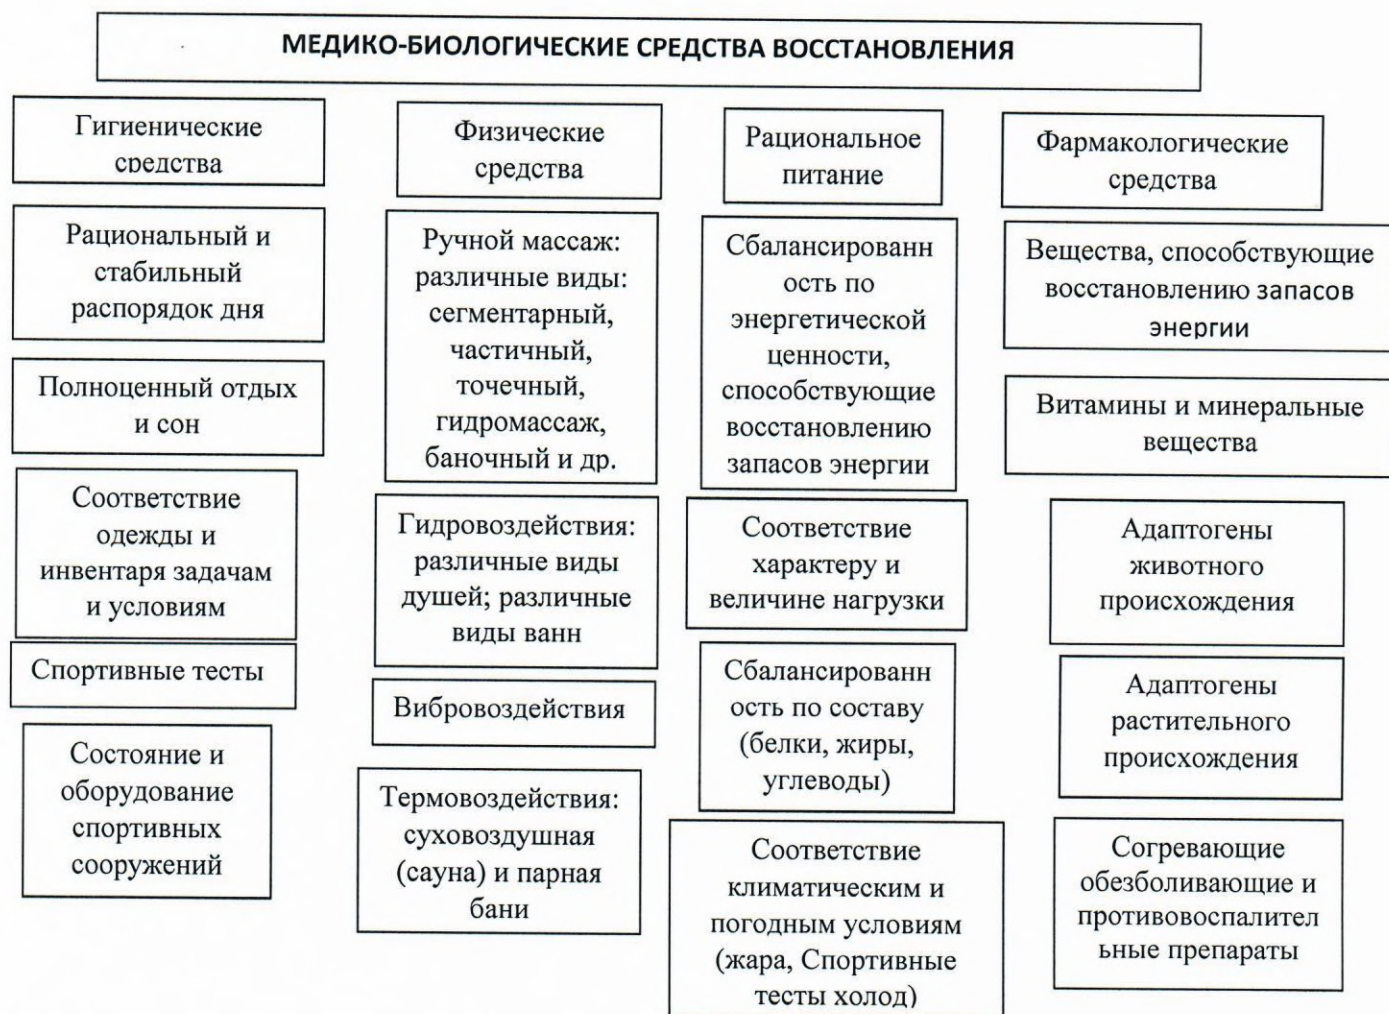 МЕДИКО-БИОЛОГИЧЕСКИЕ СРЕДСТВА ВОССТАНОВЛЕНИЯ
Гигиенические
средства
Рациональный и
стабильный
распорядок дня
Полноценный отдых
и сон
Соответствие
одежды и
инвентаря задачам
и условиям
Спортивные тесты
Состояние и
оборудование
спортивных
сооружений
Физические
средства
Ручной массаж:
различные виды:
сегментарный,
частичный,
точечный,
гидромассаж,
баночный и др.
Гидровоздействия:
различные виды
душей; различные
виды ванн
Вибровоздействия
Термовоздействия:
суховоздушная
(сауна) и парная
бани
Рациональное
питание
Сбалансированн
ость по
энергетической
ценности,
способствующие
восстановлению
запасов энергии
Соответствие
характеру и
величине нагрузки
Сбалансированн
ость по составу
(белки, жиры,
углеводы)
Соответствие
климатическим и
погодным условиям
(жара, Спортивные
тесты холод)
Фармакологические
средства
Вещества, способствующие
восстановлению запасов
энергии
Витамины и минеральные
вещества
Адаптогены
животного
происхождения
Адаптогены
растительного
происхождения
Согревающие
обезболивающие и
противовоспалител
ьные препараты